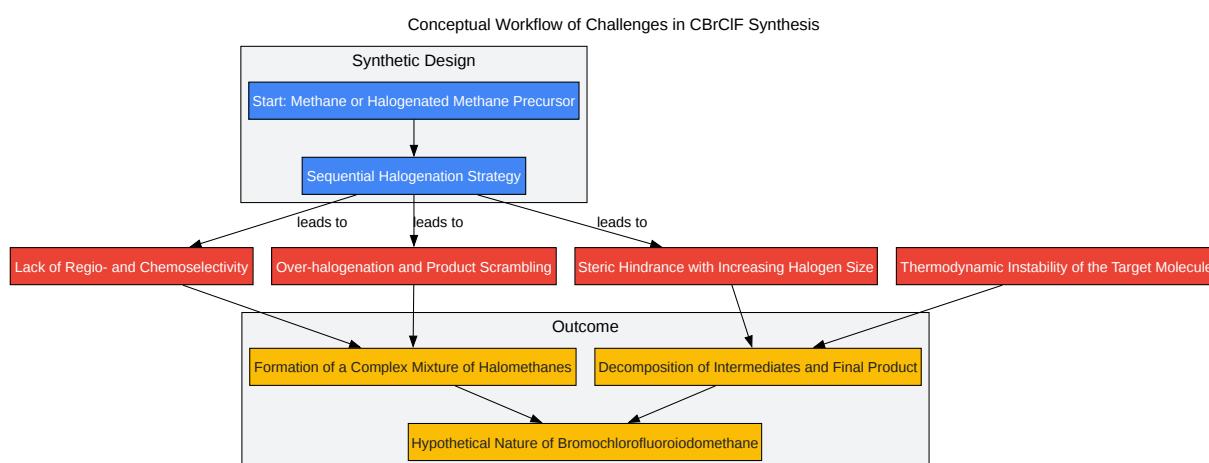 Conceptual Workflow of Challenges in CBrClF Synthesis
Synthetic Design
Start: Methane or Halogenated Methane Precursor
Sequential Halogenation Strategy
leads to
leads to
leads to
Lack of Regio- and Chemoselectivity
Over-halogenation and Product Scrambling
Steric Hindrance with Increasing Halogen Size
Thermodynamic Instability of the Target Molecule
Outcome
Formation of a Complex Mixture of Halomethanes
Decomposition of Intermediates and Final Product
Hypothetical Nature of Bromochlorofluoroiodomethane